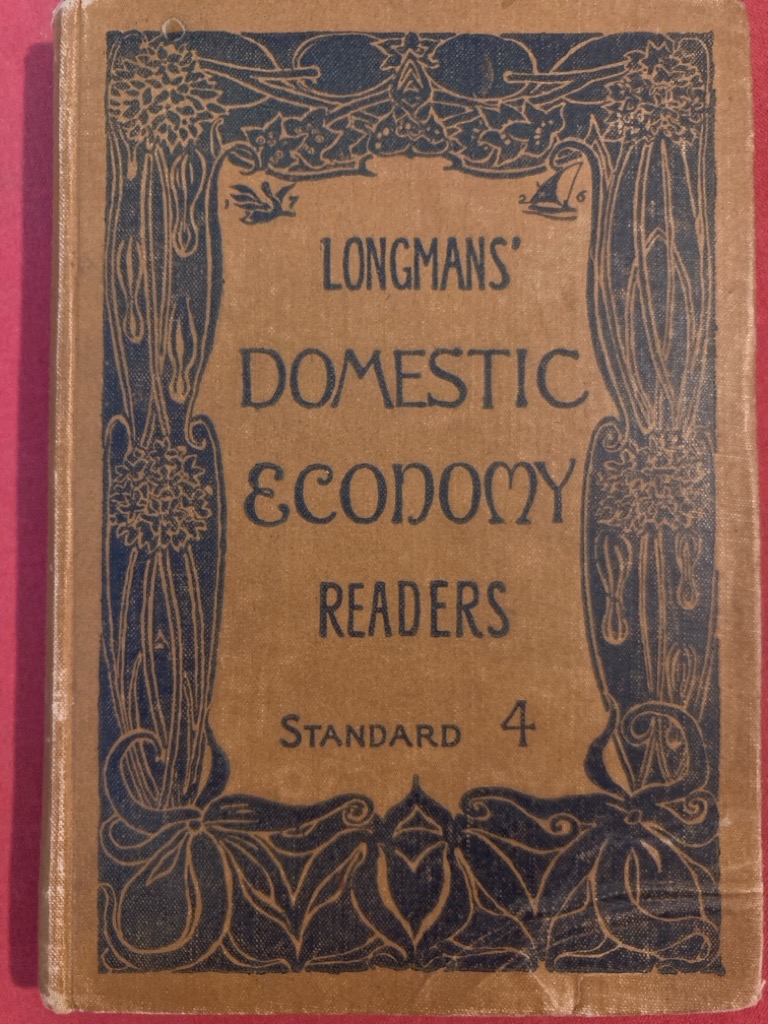 LONGMANS'
DOMESTIC
ECONOMY
READERS
STANDARD 4